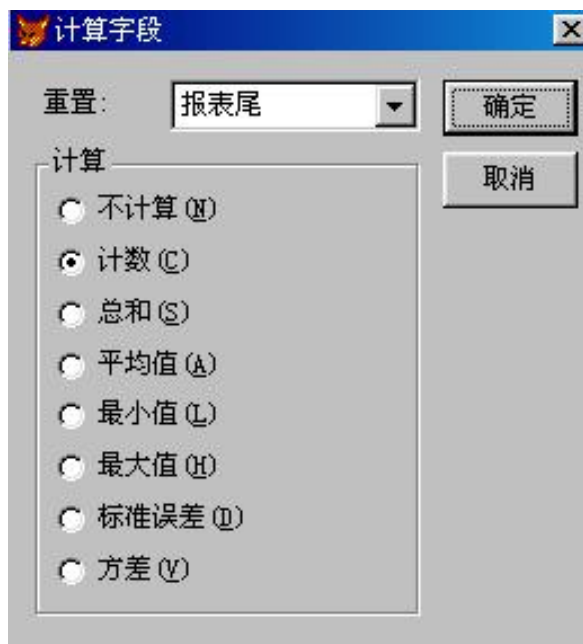 计算字段
重置:
报表尾
确定
计算
取消
不计算(N)
计数(C)
总和(S)
平均值(A)
最小值(L)
最大值(H)
标准误差(D)
方差(V)